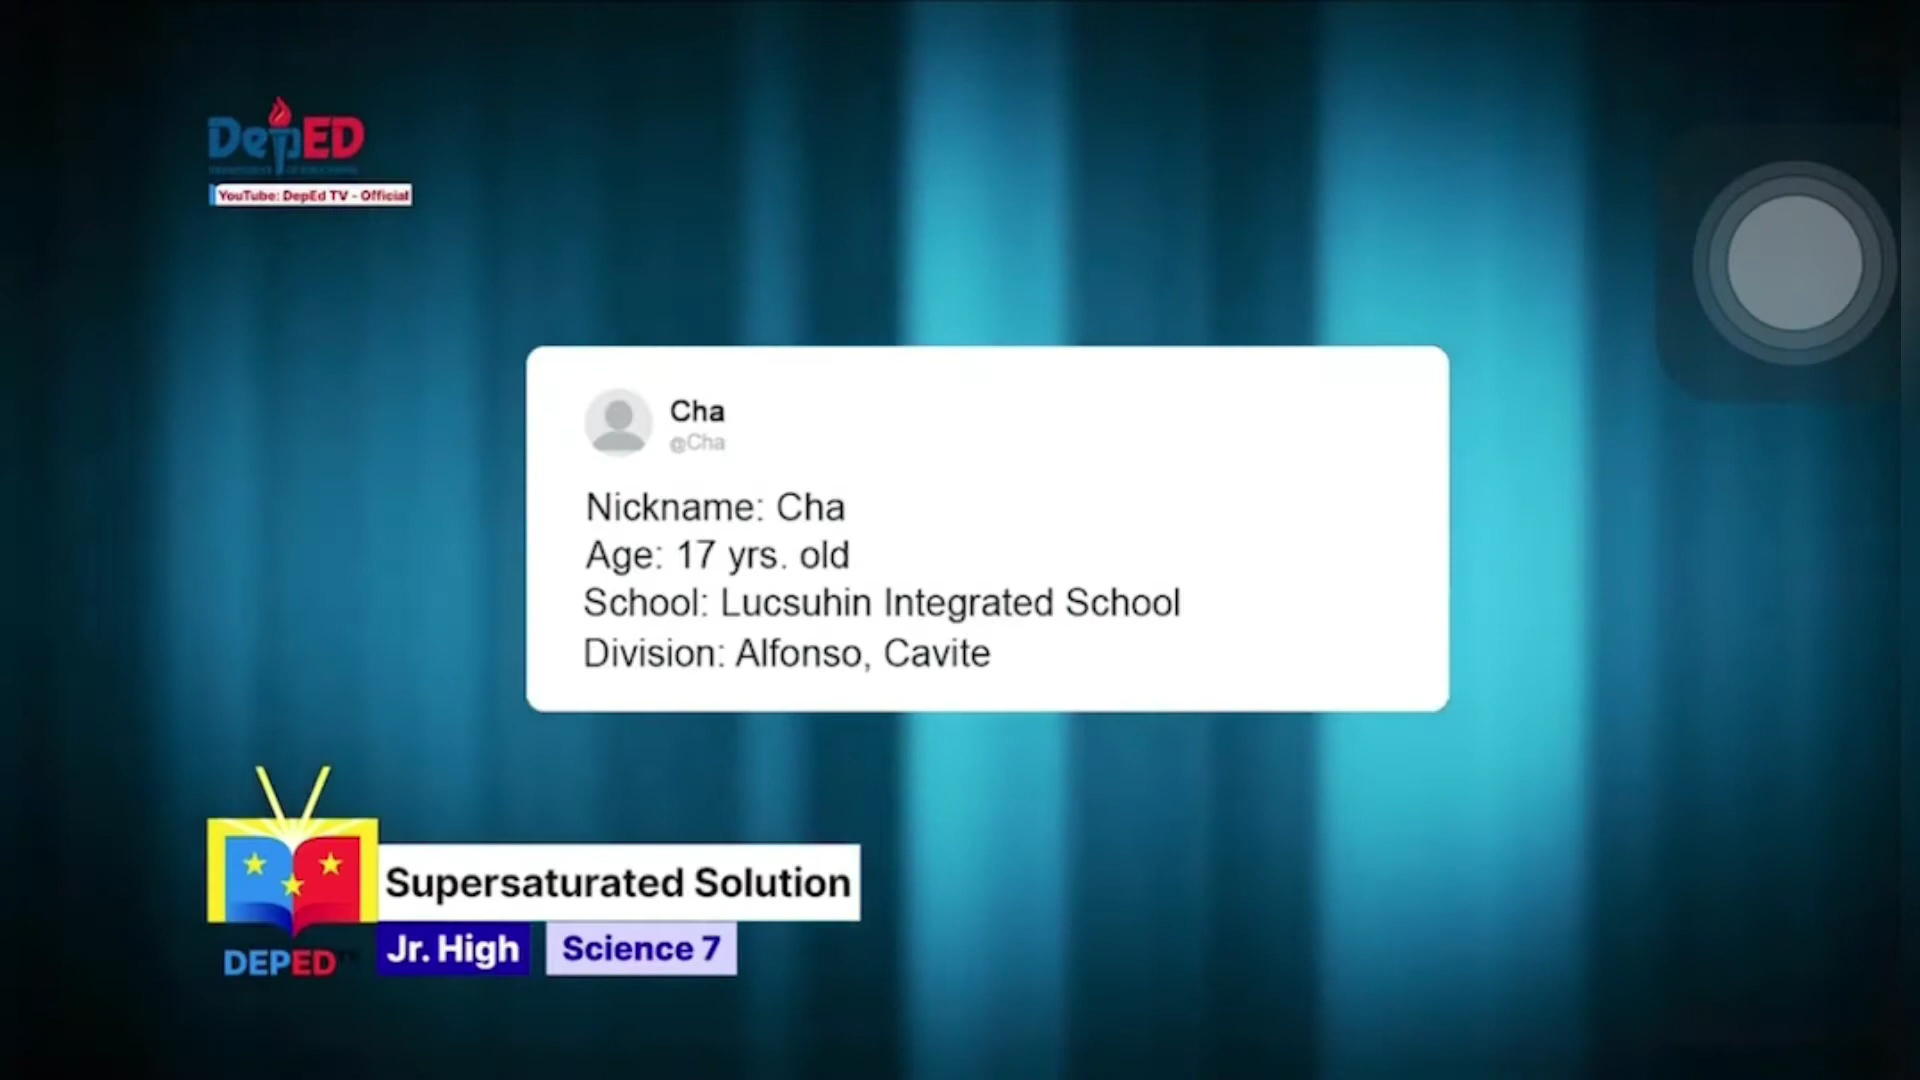 DepED
YouTube: DepEd TV - Official
Cha
@Cha
Nickname: Cha
Age: 17 yrs. old
School: Lucsuhin Integrated School
Division: Alfonso, Cavite
Supersaturated Solution
Jr. High Science 7
DEPED